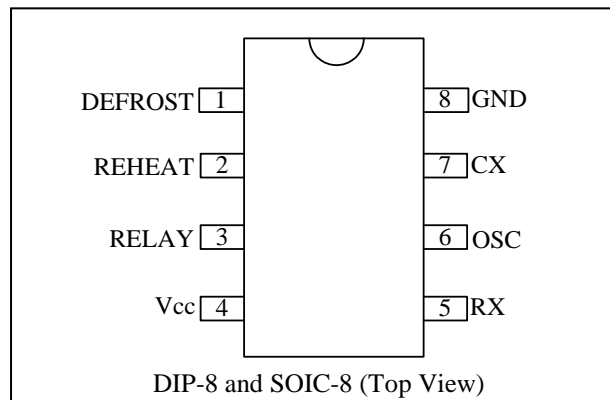 DEFROST 1 8 GND
REHEAT 2 7 CX
RELAY 3 6 OSC
Vcc 4 5 RX
DIP-8 and SOIC-8 (Top View)